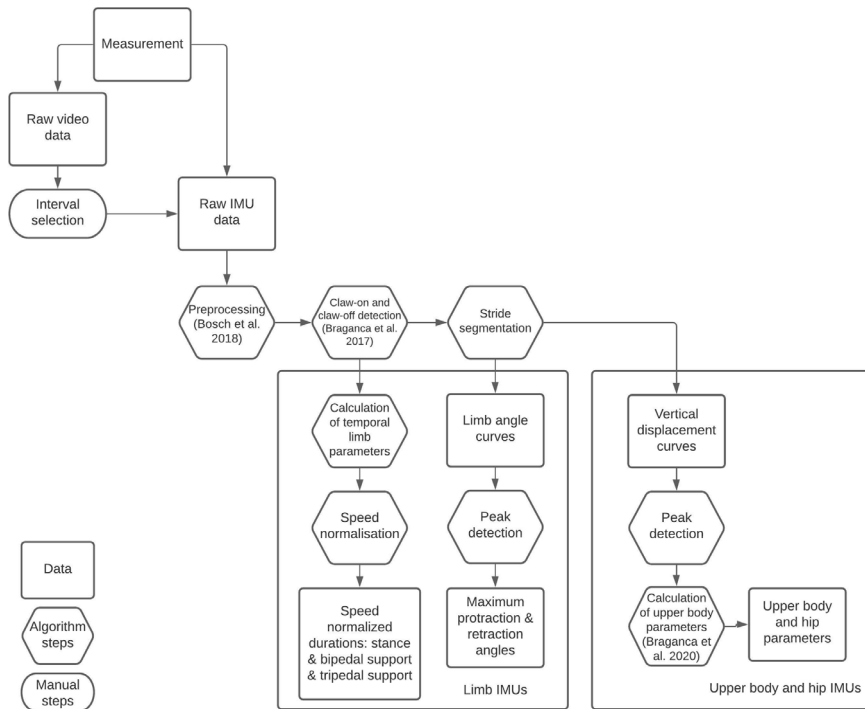 Measurement
Raw video
data
Interval
selection
Raw IMU
data
Preprocessing
(Bosch et al.
2018)
Claw-on and
claw-off detection
(Braganca et al.
2017)
Stride
segmentation
Calculation
of temporal
limb
parameters
Limb angle
curves
Vertical
displacement
curves
Speed
normalisation
Peak
detection
Peak
detection
Speed
normalized
durations: stance
& bipedal support
& tripedal support
Maximum
protraction &
retraction
angles
Calculation
of upper body
parameters
(Braganca et
al. 2020)
Upper body
and hip
parameters
Limb IMUs
Upper body and hip IMUs
Data
Algorithm
steps
Manual
steps